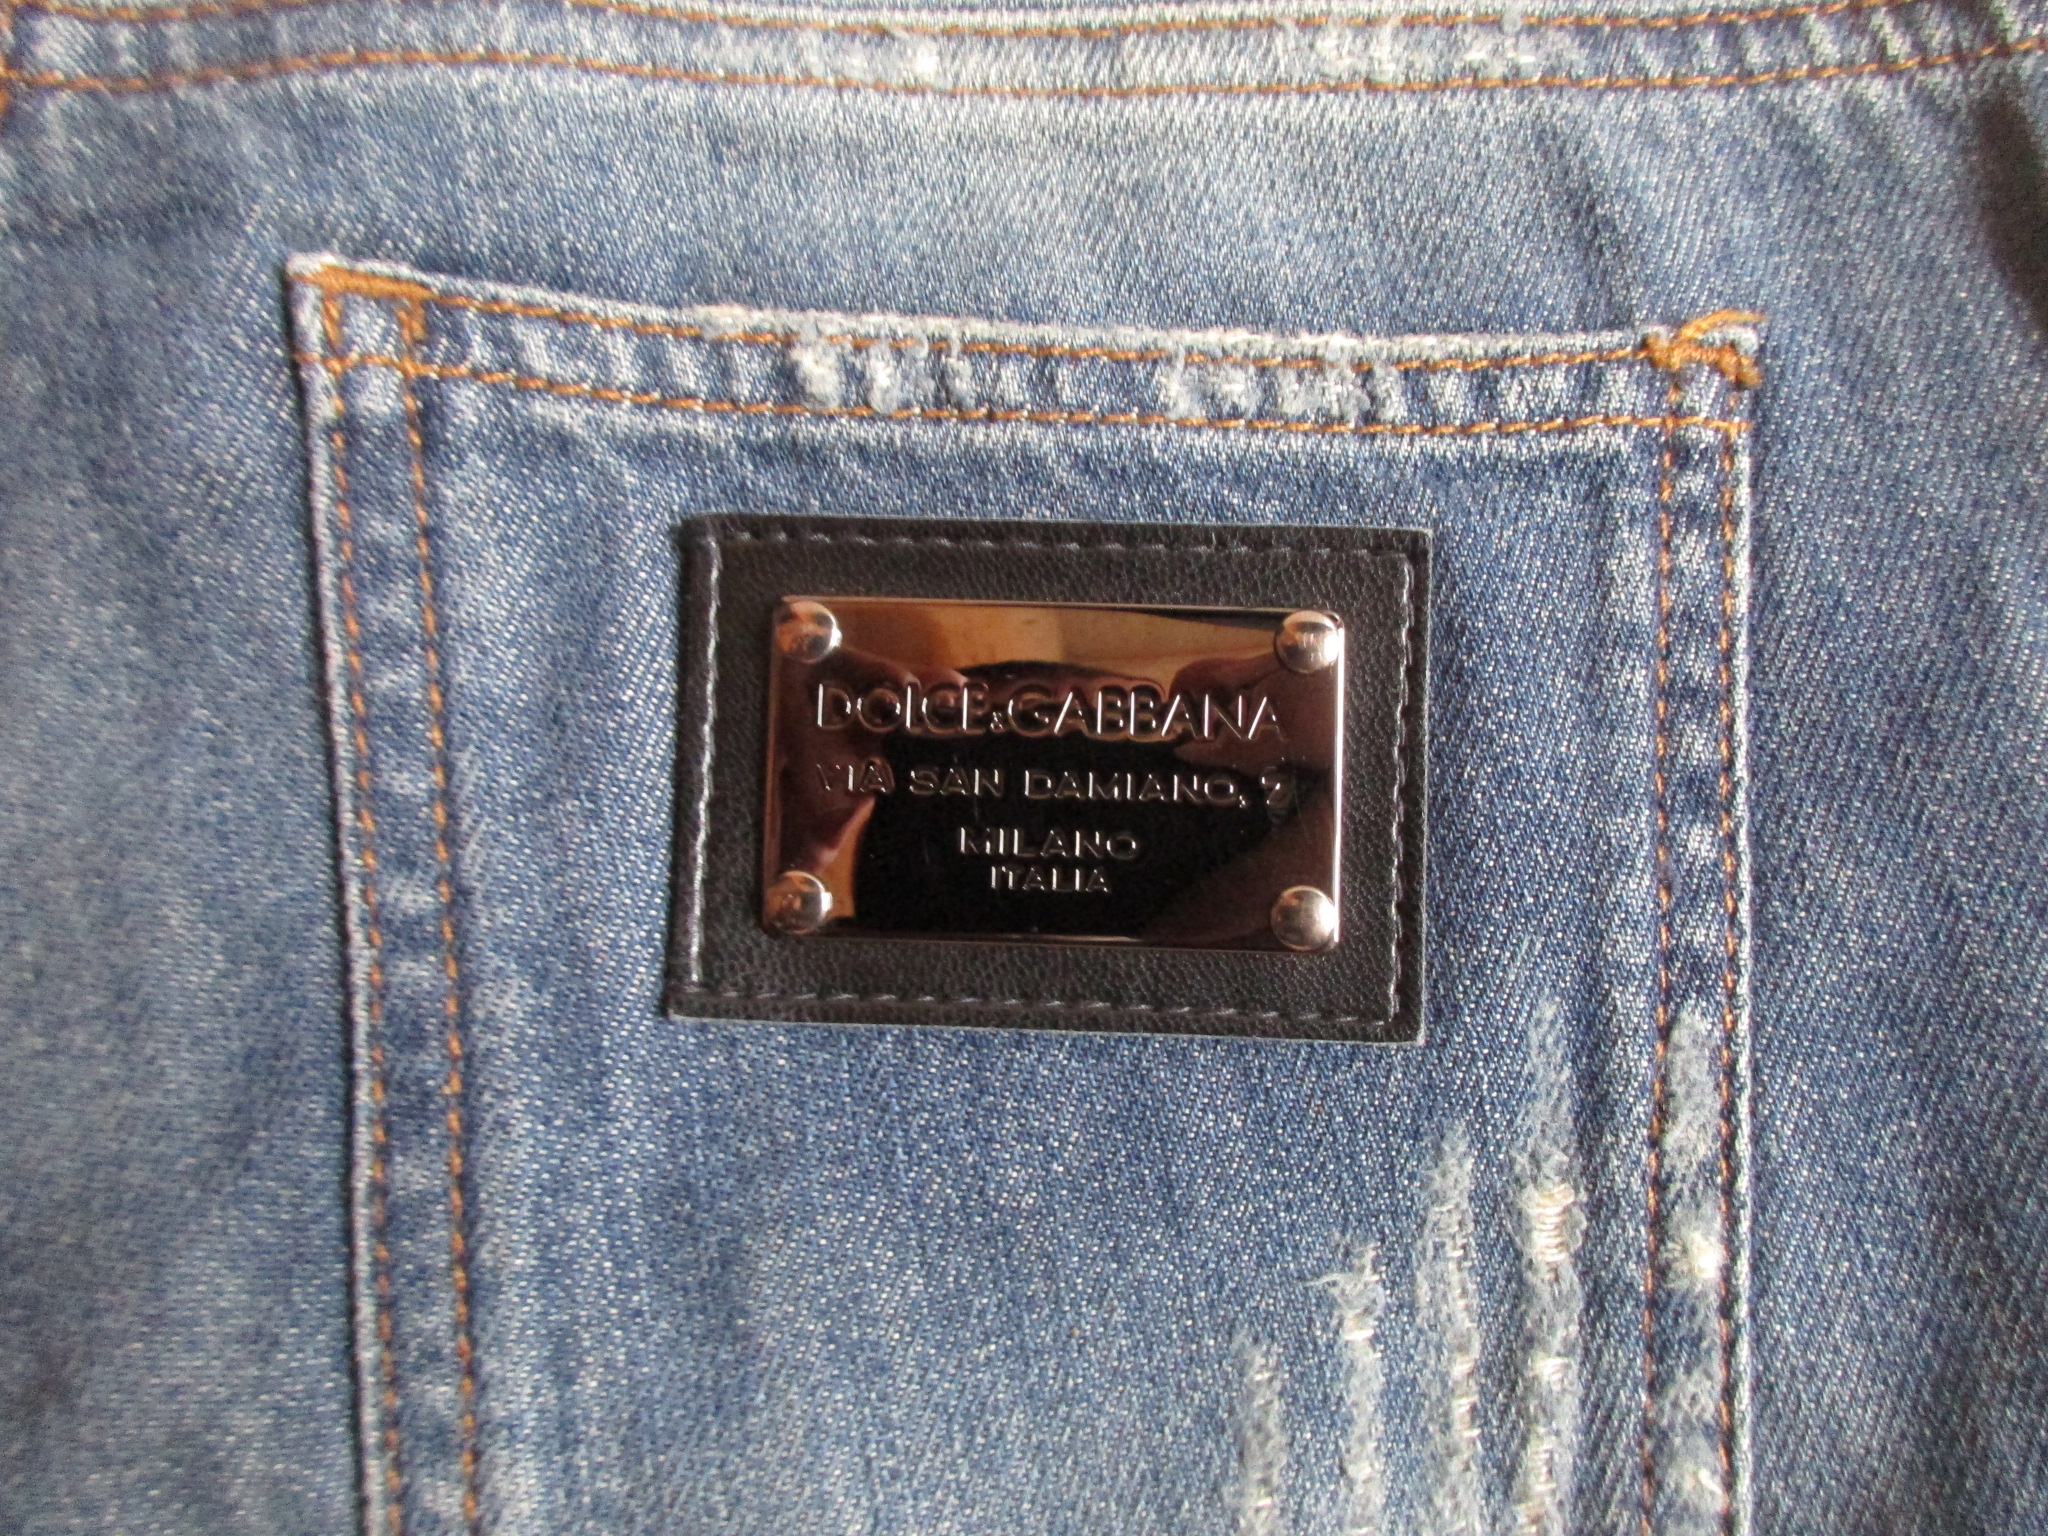 DOLCE&GABBANA
VIA SAN DAMIANO, 7
MILANO
ITALIA